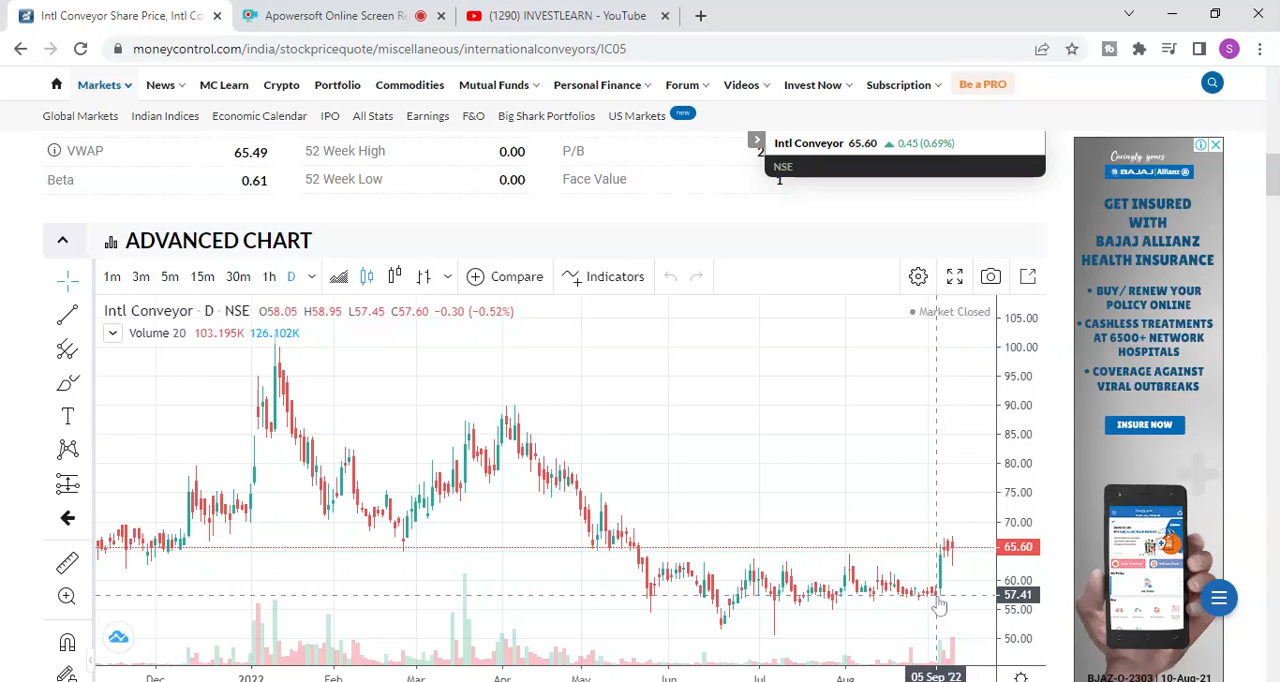 Intl Conveyor Share Price, Intl Co
Apowersoft Online Screen Re
(1290) INVESTLEARN - YouTube
moneycontrol.com/india/stockpricequote/miscellaneous/internationalconveyors/IC05
S
Markets News MC Learn Crypto Portfolio Commodities Mutual Funds Personal Finance Forum Videos Invest Now Subscription Be a PRO
Global Markets Indian Indices Economic Calendar IPO All Stats Earnings F&O Big Shark Portfolios US Markets new
VWAP 65.49 52 Week High 0.00 P/B 2
Beta 0.61 52 Week Low 0.00 Face Value 1
Intl Conveyor 65.60 0.45 (0.69%)
NSE
ADVANCED CHART
1m 3m 5m 15m 30m 1h D Compare Indicators
Intl Conveyor · D · NSE O58.05 H58.95 L57.45 C57.60 −0.30 (−0.52%)
Market Closed
Volume 20 103.195K 126.102K
105.00
100.00
95.00
90.00
85.00
80.00
75.00
70.00
65.60
60.00
57.41
55.00
50.00
Dec 2022 Feb Mar Apr May Jun Jul Aug 05 Sep '22
Caringly yours
BAJAJ Allianz
GET INSURED
WITH
BAJAJ ALLIANZ
HEALTH INSURANCE
• BUY/ RENEW YOUR
POLICY ONLINE
• CASHLESS TREATMENTS
AT 6500+ NETWORK
HOSPITALS
• COVERAGE AGAINST
VIRAL OUTBREAKS
INSURE NOW
BJAZ-O-2303 | 10-Aug-21